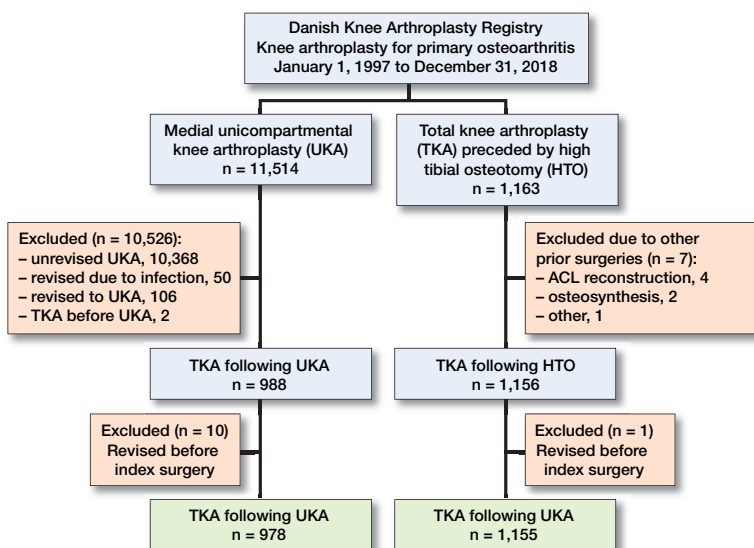 Danish Knee Arthroplasty Registry
Knee arthroplasty for primary osteoarthritis
January 1, 1997 to December 31, 2018
Medial unicompartmental
knee arthroplasty (UKA)
n = 11,514
Total knee arthroplasty
(TKA) preceded by high
tibial osteotomy (HTO)
n = 1,163
Excluded (n = 10,526):
– unrevised UKA, 10,368
– revised due to infection, 50
– revised to UKA, 106
– TKA before UKA, 2
Excluded due to other
prior surgeries (n = 7):
– ACL reconstruction, 4
– osteosynthesis, 2
– other, 1
TKA following UKA
n = 988
TKA following HTO
n = 1,156
Excluded (n = 10)
Revised before
index surgery
Excluded (n = 1)
Revised before
index surgery
TKA following UKA
n = 978
TKA following UKA
n = 1,155